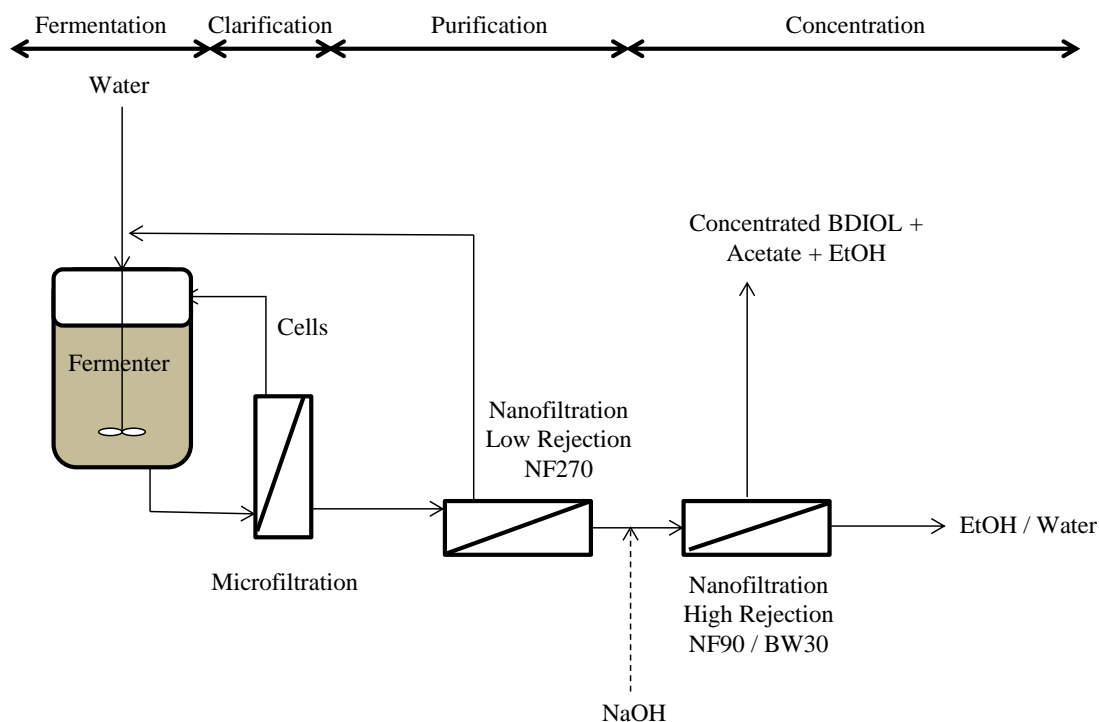 Fermentation
Clarification
Purification
Concentration
Water
Concentrated BDIOL +
Acetate + EtOH
Cells
Fermenter
Nanofiltration
Low Rejection
NF270
EtOH / Water
Microfiltration
Nanofiltration
High Rejection
NF90 / BW30
NaOH